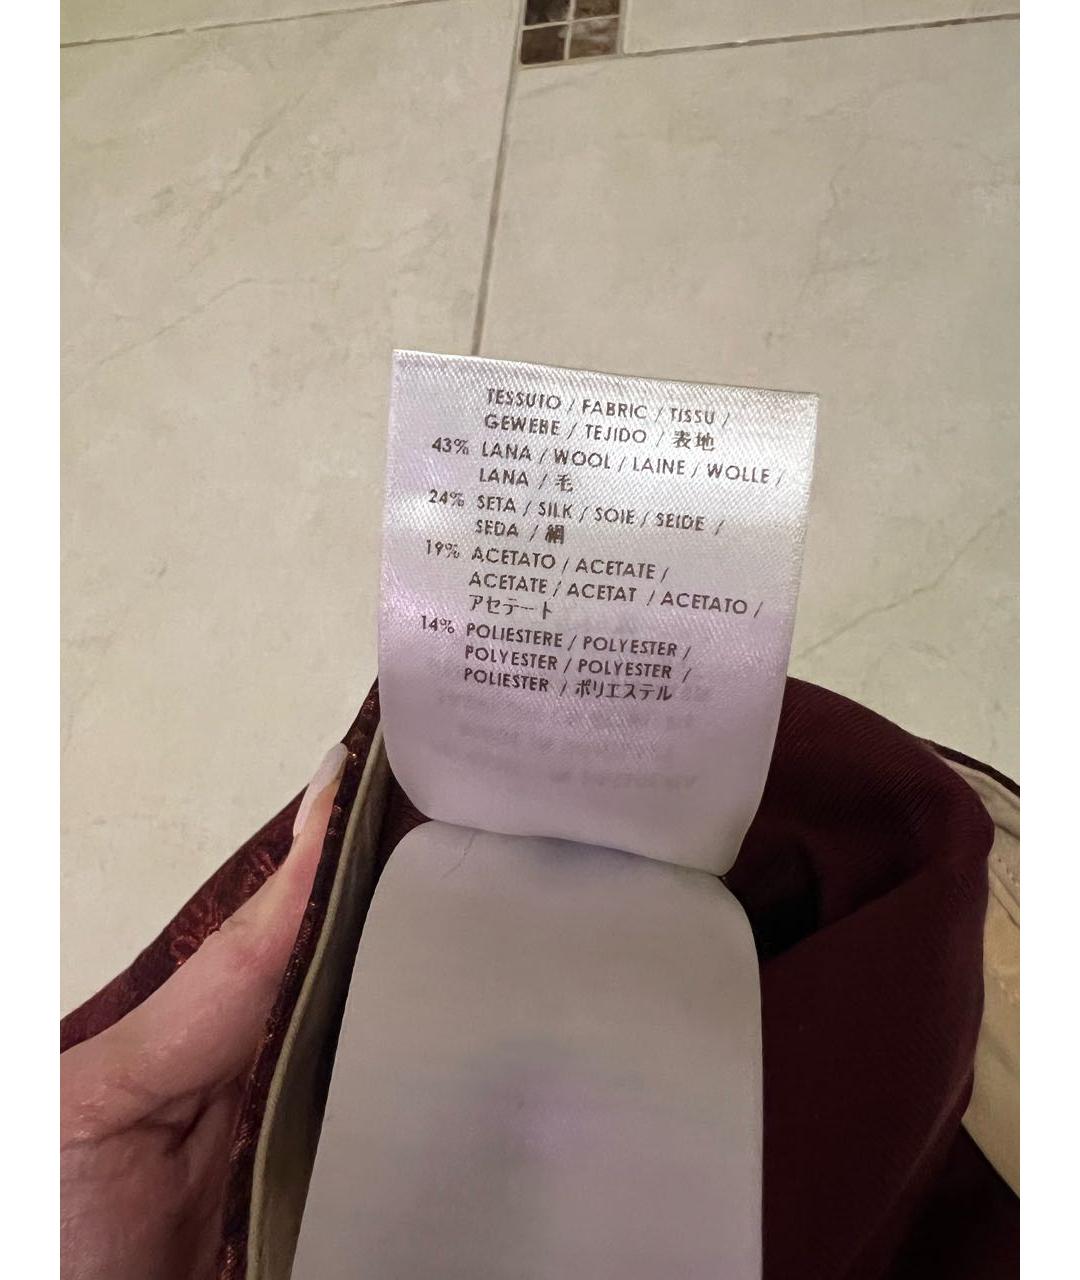 TESSUTO / FABRIC / TISSU /
GEWEBE / TEJIDO / 表地
43% LANA / WOOL / LAINE / WOLLE /
LANA / 毛
24% SETA / SILK / SOIE / SEIDE /
SEDA / 絹
19% ACETATO / ACETATE /
ACETATE / ACETAT / ACETATO /
アセテート
14% POLIESTERE / POLYESTER /
POLYESTER / POLYESTER /
POLIESTER / ポリエステル